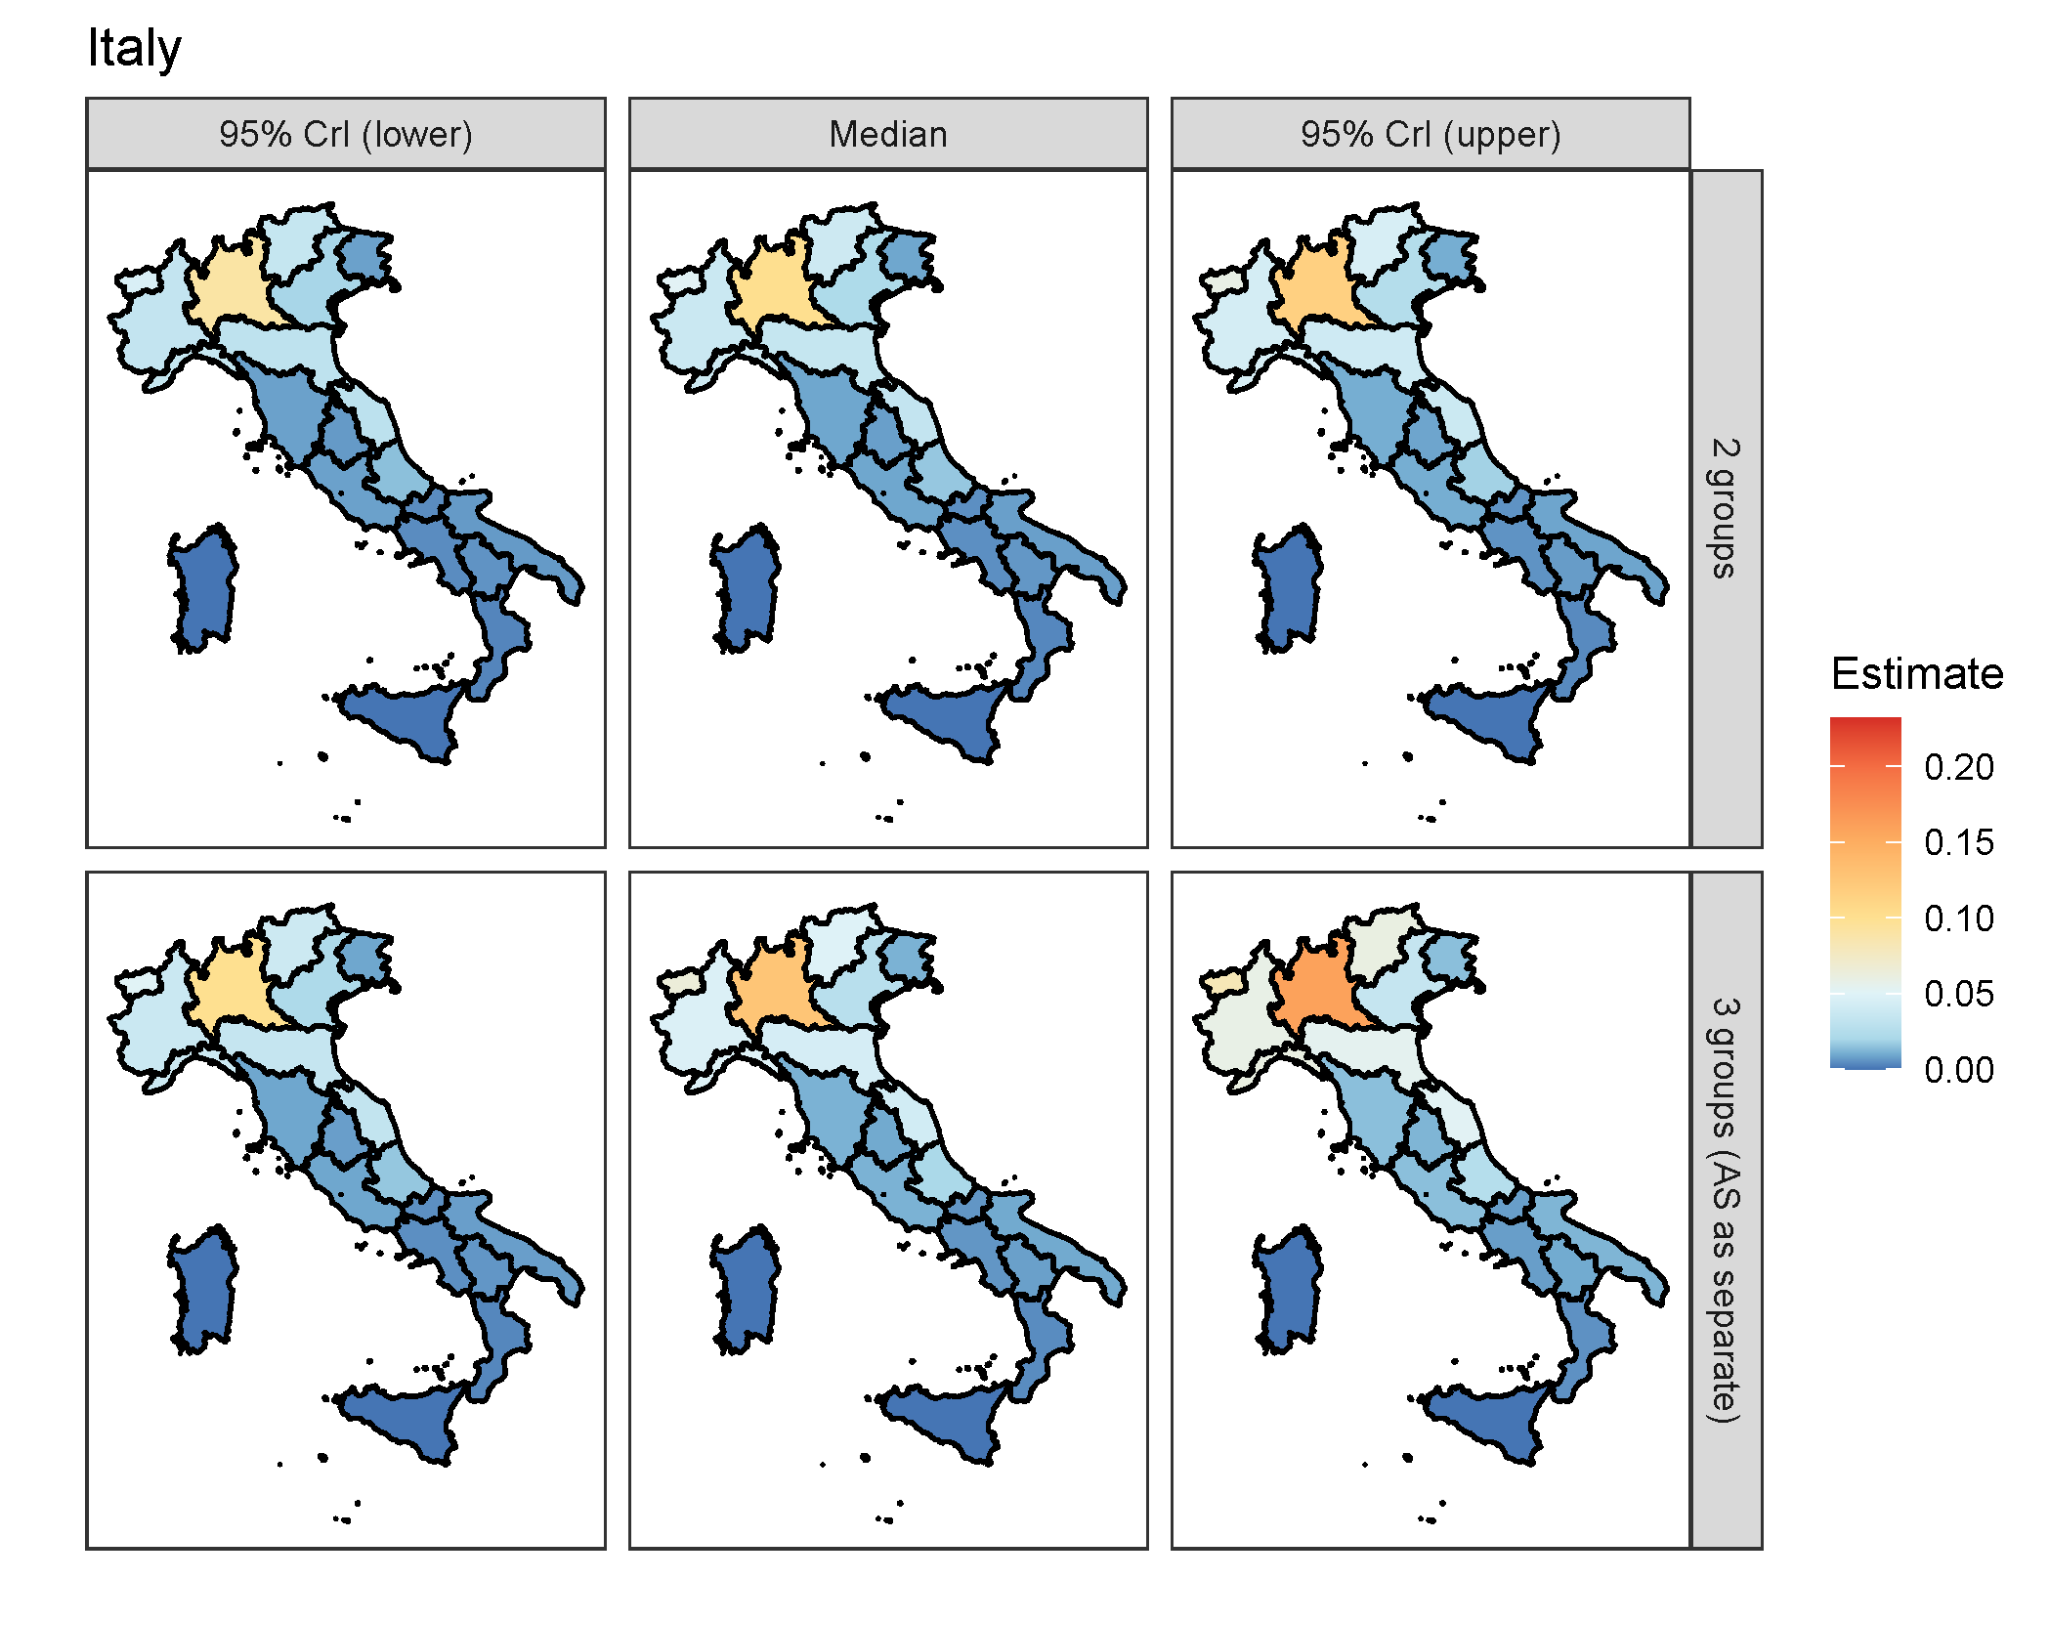 Italy
95% CrI (lower)
Median
95% CrI (upper)
2 groups
3 groups (AS as separate)
Estimate
0.20
0.15
0.10
0.05
0.00